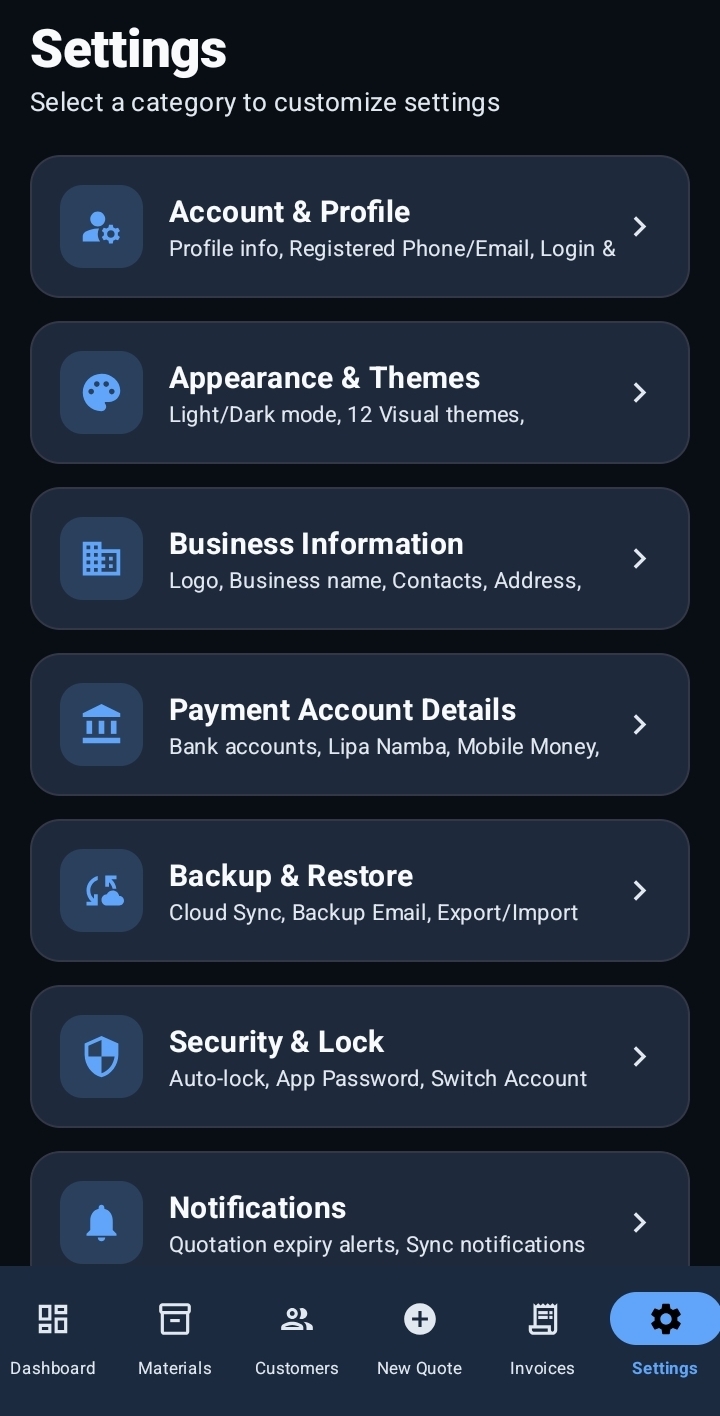 Settings
Select a category to customize settings
Account & Profile
Profile info, Registered Phone/Email, Login &
Appearance & Themes
Light/Dark mode, 12 Visual themes,
Business Information
Logo, Business name, Contacts, Address,
Payment Account Details
Bank accounts, Lipa Namba, Mobile Money,
Backup & Restore
Cloud Sync, Backup Email, Export/Import
Security & Lock
Auto-lock, App Password, Switch Account
Notifications
Quotation expiry alerts, Sync notifications
Dashboard Materials Customers New Quote Invoices Settings